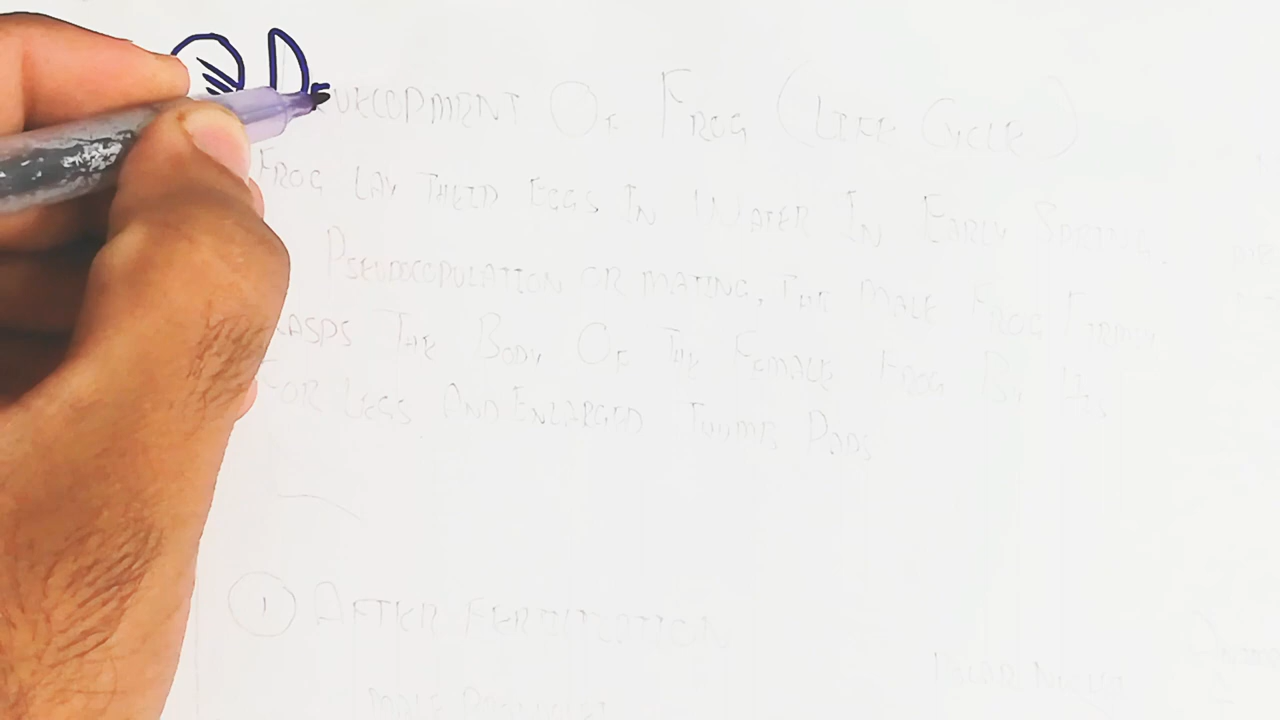 DEVELOPMENT OF FROG (LIFE CYCLE)
FROG LAY THEIR EGGS IN WATER IN EARLY SPRING.
PSEUDOCOPULATION OR MATING, THE MALE FROG FIRMLY
THE BODY OF THE FEMALE FROG BY HIS
FOR LEGS AND ENLARGED THUMB PADS
1 AFTER FERTILIZATION